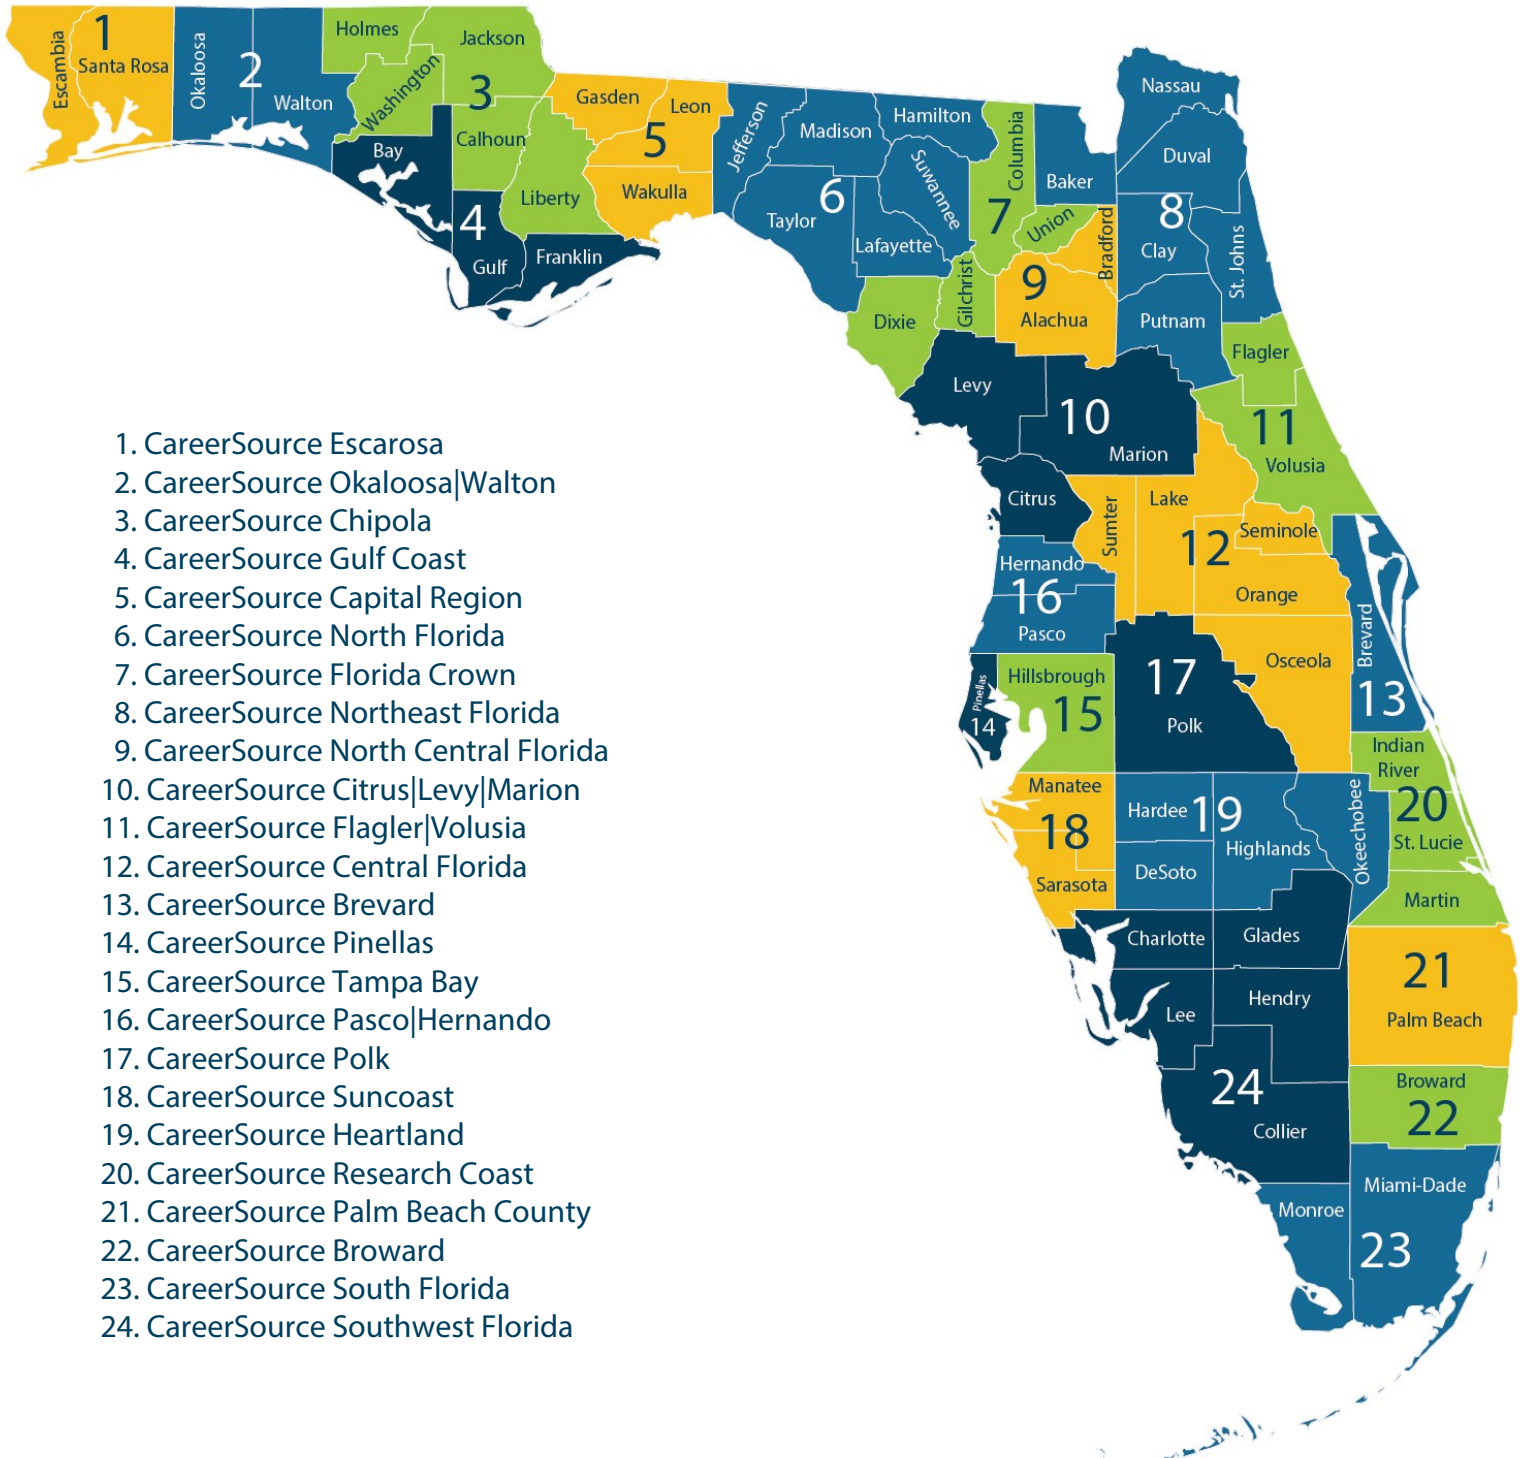 Escambia
1
Santa Rosa
Okaloosa
2
Walton
Holmes
Jackson
Washington
3
Calhoun
Liberty
Bay
4
Gulf
Franklin
Gasden
Leon
5
Wakulla
Jefferson
Madison
Hamilton
Suwannee
Taylor
6
Lafayette
Columbia
7
Union
Gilchrist
Dixie
Baker
Nassau
Duval
8
Clay
St. Johns
Putnam
Bradford
9
Alachua
Levy
10
Marion
Citrus
Flagler
11
Volusia
Sumter
Lake
12
Seminole
Orange
Osceola
Brevard
13
Hernando
16
Pasco
Pinellas
14
Hillsbrough
15
17
Polk
Manatee
18
Sarasota
Hardee
19
Highlands
DeSoto
Okeechobee
Indian
River
20
St. Lucie
Martin
Charlotte
Glades
Lee
Hendry
24
Collier
21
Palm Beach
Broward
22
Miami-Dade
Monroe
23
1. CareerSource Escarosa
2. CareerSource Okaloosa|Walton
3. CareerSource Chipola
4. CareerSource Gulf Coast
5. CareerSource Capital Region
6. CareerSource North Florida
7. CareerSource Florida Crown
8. CareerSource Northeast Florida
9. CareerSource North Central Florida
10. CareerSource Citrus|Levy|Marion
11. CareerSource Flagler|Volusia
12. CareerSource Central Florida
13. CareerSource Brevard
14. CareerSource Pinellas
15. CareerSource Tampa Bay
16. CareerSource Pasco|Hernando
17. CareerSource Polk
18. CareerSource Suncoast
19. CareerSource Heartland
20. CareerSource Research Coast
21. CareerSource Palm Beach County
22. CareerSource Broward
23. CareerSource South Florida
24. CareerSource Southwest Florida